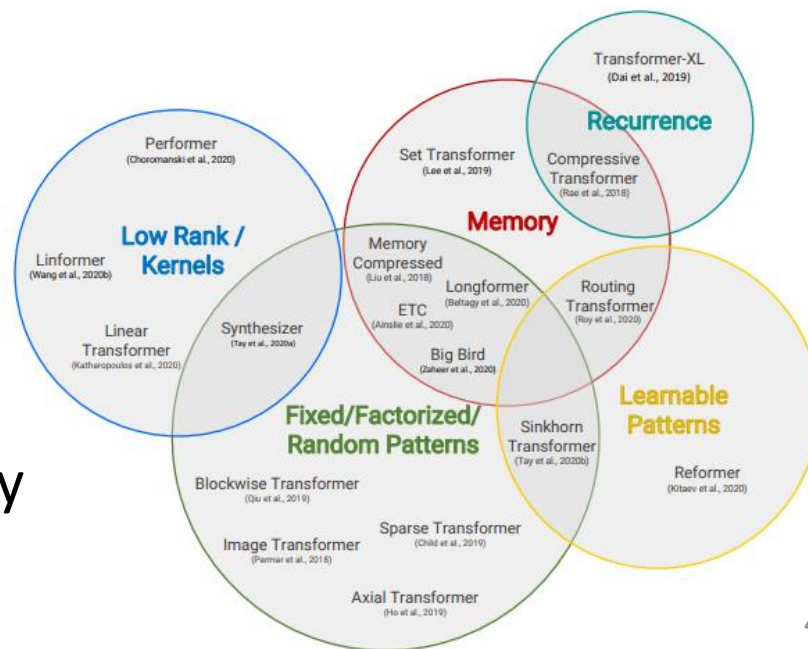 Transformer-XL
(Dai et al., 2019)
Recurrence
Compressive
Transformer
(Rae et al., 2018)
Performer
(Choromanski et al., 2020)
Low Rank /
Kernels
Linformer
(Wang et al., 2020b)
Linear
Transformer
(Katharopoulos et al., 2020)
Synthesizer
(Tay et al., 2020a)
Set Transformer
(Lee et al., 2019)
Memory
Memory
Compressed
(Liu et al., 2018)
Longformer
(Beltagy et al., 2020)
ETC
(Ainslie et al., 2020)
Big Bird
(Zaheer et al., 2020)
Routing
Transformer
(Roy et al., 2020)
Learnable
Patterns
Sinkhorn
Transformer
(Tay et al., 2020b)
Reformer
(Kitaev et al., 2020)
Fixed/Factorized/
Random Patterns
Blockwise Transformer
(Qiu et al., 2019)
Sparse Transformer
(Child et al., 2019)
Image Transformer
(Parmar et al., 2018)
Axial Transformer
(Ho et al., 2019)
y